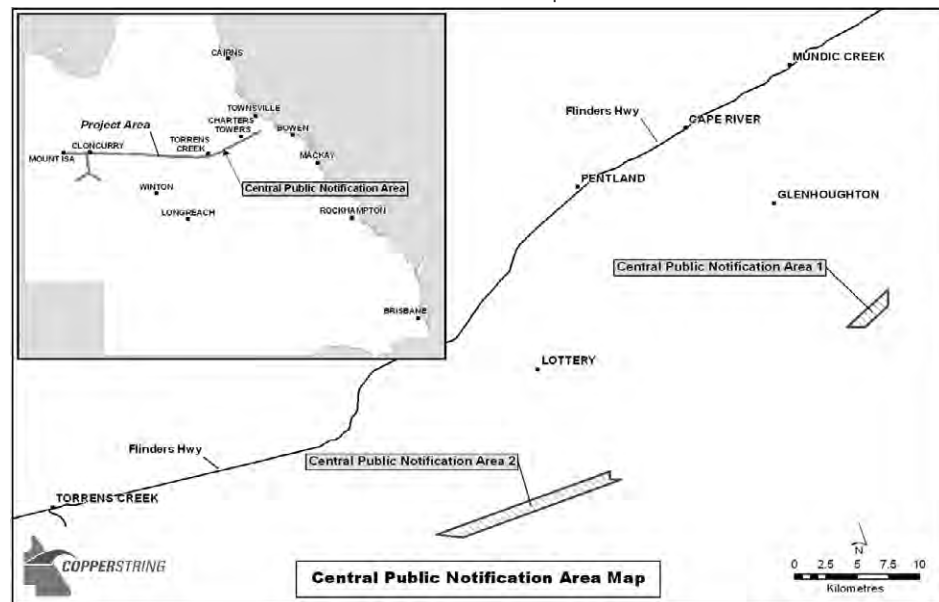 CAIRNS
TOWNSVILLE
CHARTERS
TOWERS
BOWEN
Project Area
TORRENS
CREEK
CLONCURRY
MOUNT ISA
MACKAY
Central Public Notification Area
WINTON
LONGREACH
ROCKHAMPTON
BRISBANE
MUNDIC CREEK
Flinders Hwy
CAPE RIVER
PENTLAND
GLENHOUGHTON
Central Public Notification Area 1
LOTTERY
Flinders Hwy
Central Public Notification Area 2
TORRENS CREEK
COPPERSTRING
Central Public Notification Area Map
N
0 2.5 5 7.5 10
Kilometres